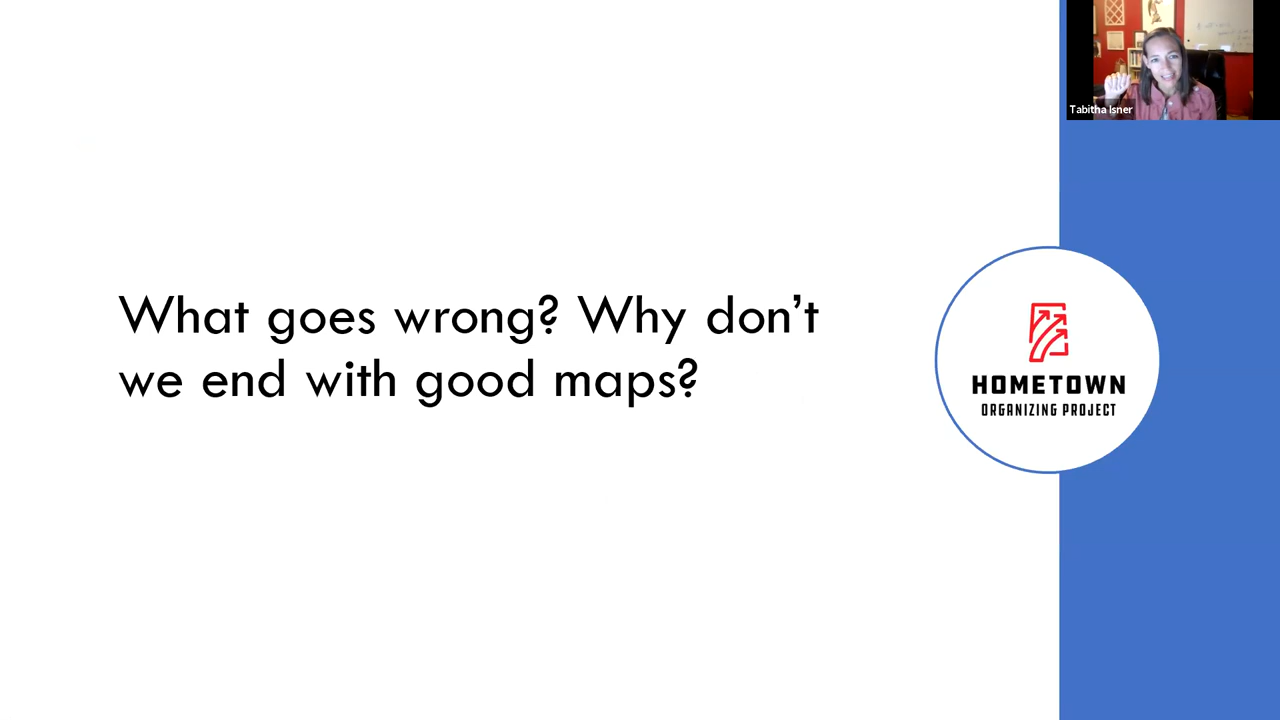 Tabitha Isner
What goes wrong? Why don’t
we end with good maps?
HOMETOWN
ORGANIZING PROJECT